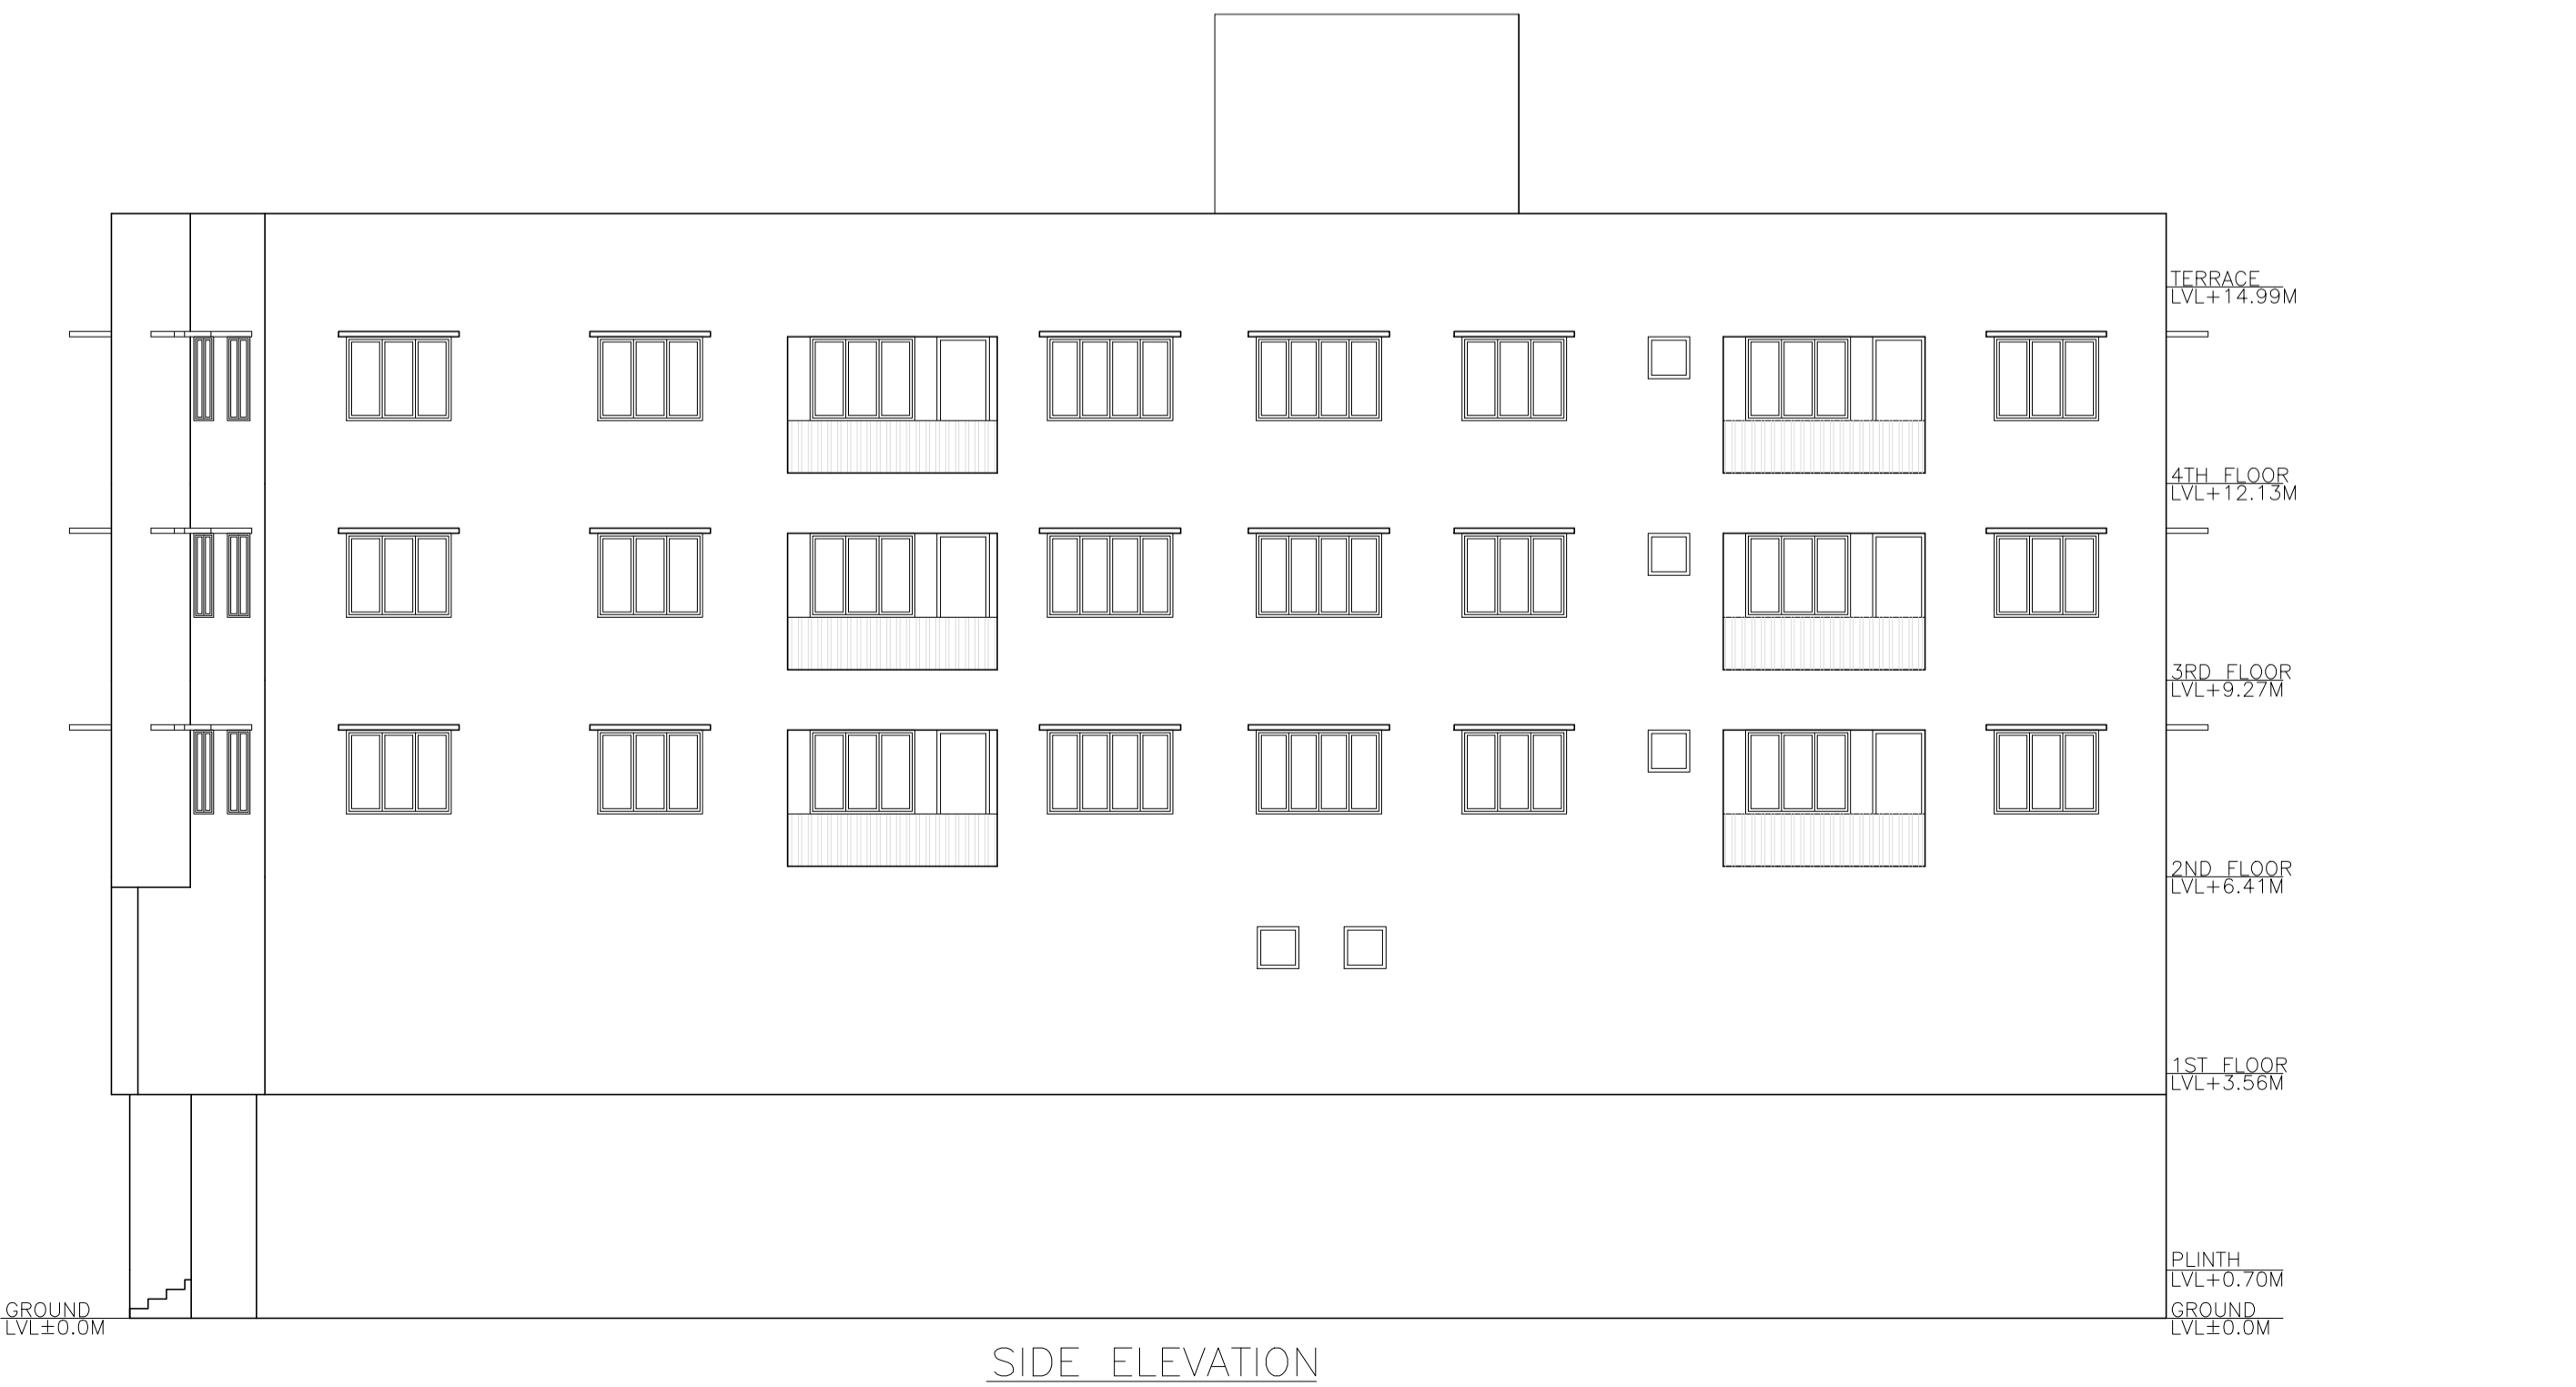 TERRACE
LVL+14.99M
4TH FLOOR
LVL+12.13M
3RD FLOOR
LVL+9.27M
2ND FLOOR
LVL+6.41M
1ST FLOOR
LVL+3.56M
PLINTH
LVL+0.70M
GROUND
LVL±0.0M
GROUND
LVL±0.0M
SIDE ELEVATION